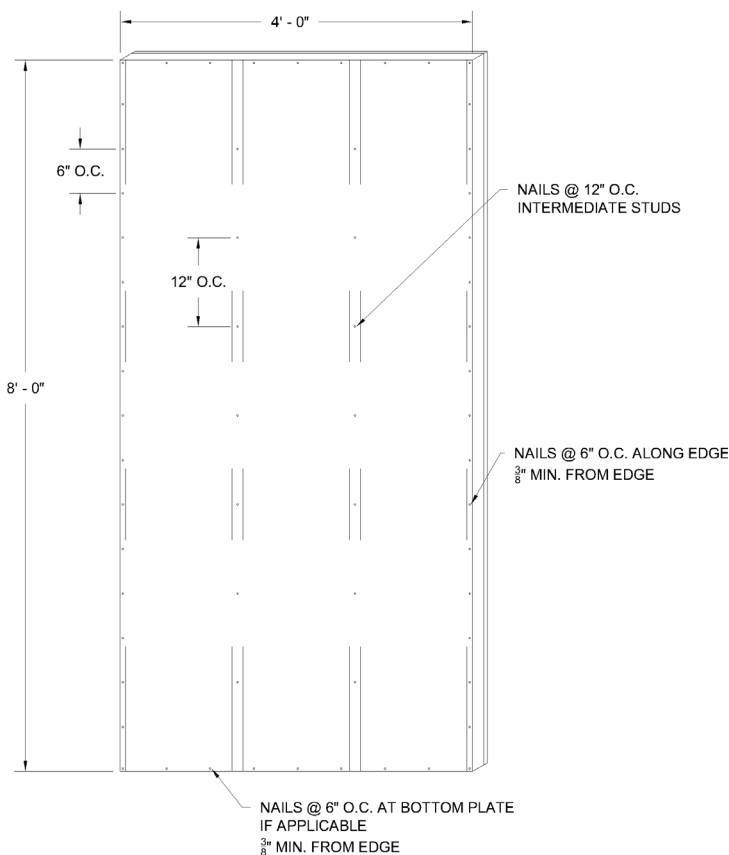 4' - 0"
6" O.C.
NAILS @ 12" O.C.
INTERMEDIATE STUDS
12" O.C.
8' - 0"
NAILS @ 6" O.C. ALONG EDGE
3/8" MIN. FROM EDGE
NAILS @ 6" O.C. AT BOTTOM PLATE
IF APPLICABLE
3/8" MIN. FROM EDGE